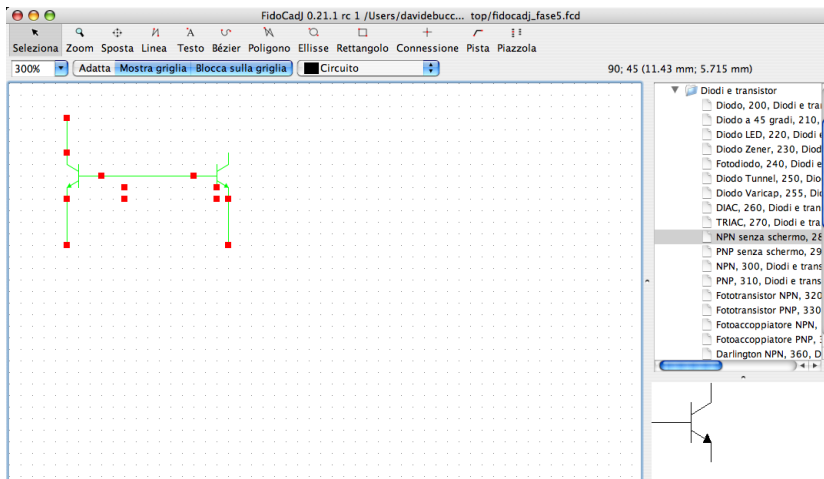 FidoCadJ 0.21.1 rc 1 /Users/davidebucc... top/fidocadj_fase5.fcd
Seleziona Zoom Sposta Linea Testo Bézier Poligono Ellisse Rettangolo Connessione Pista Piazzola
300% Adatta Mostra griglia Blocca sulla griglia Circuito 90; 45 (11.43 mm; 5.715 mm)
Diodi e transistor
Diodo, 200, Diodi e tra
Diodo a 45 gradi, 210,
Diodo LED, 220, Diodi e
Diodo Zener, 230, Diod
Fotodiodo, 240, Diodi e
Diodo Tunnel, 250, Dio
Diodo Varicap, 255, Di
DIAC, 260, Diodi e tran
TRIAC, 270, Diodi e tra
NPN senza schermo, 28
PNP senza schermo, 29
NPN, 300, Diodi e trans
PNP, 310, Diodi e trans
Fototransistor NPN, 320
Fototransistor PNP, 330
Fotoaccoppiatore NPN,
Fotoaccoppiatore PNP, 3
Darlington NPN, 360, D